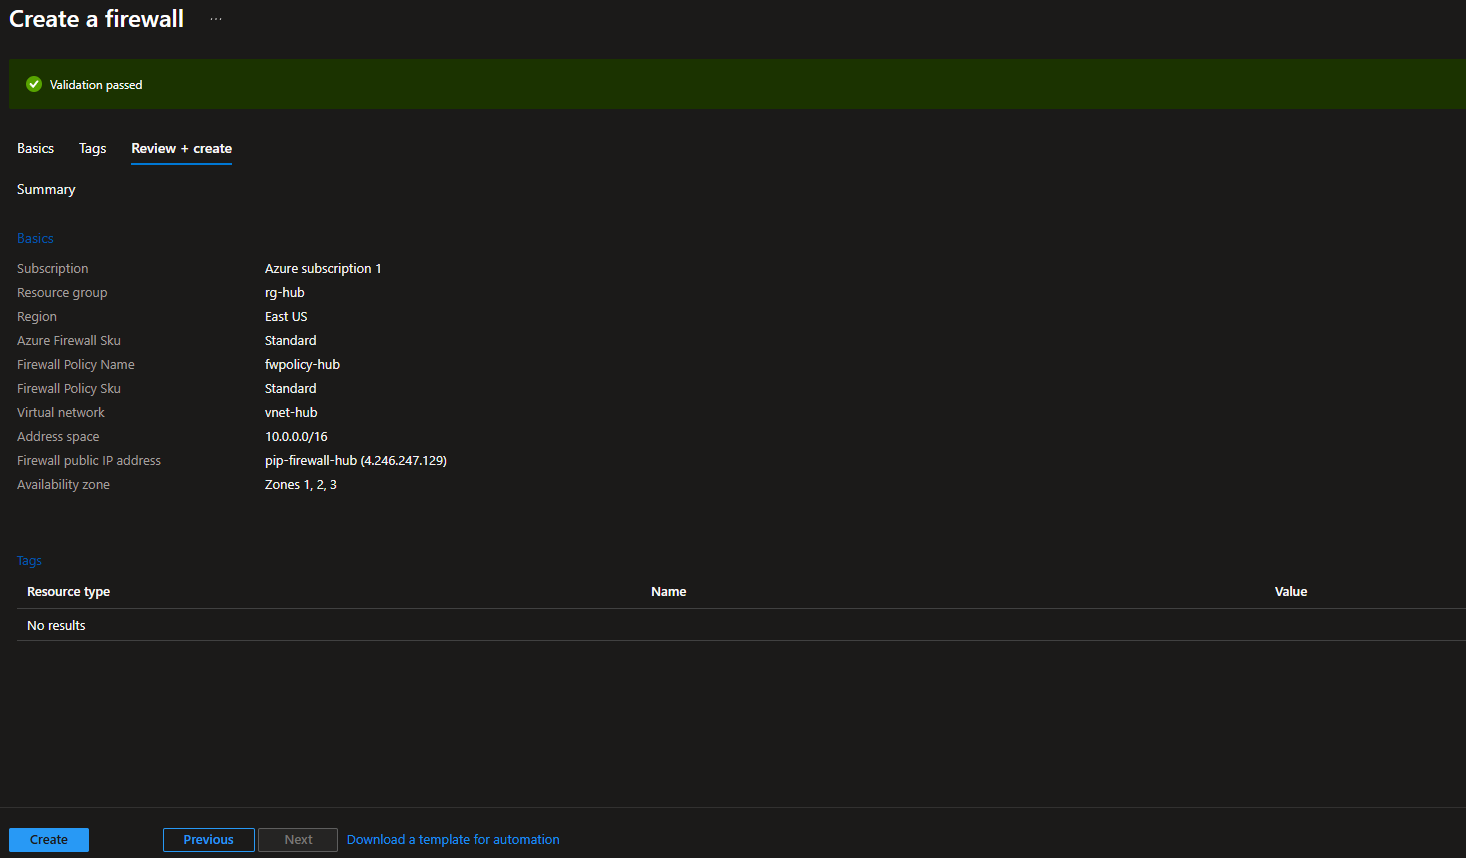 Create a firewall ...
Validation passed
Basics Tags Review + create
Summary
Basics
Subscription Azure subscription 1
Resource group rg-hub
Region East US
Azure Firewall Sku Standard
Firewall Policy Name fwpolicy-hub
Firewall Policy Sku Standard
Virtual network vnet-hub
Address space 10.0.0.0/16
Firewall public IP address pip-firewall-hub (4.246.247.129)
Availability zone Zones 1, 2, 3
Tags
Resource type Name Value
No results
Create Previous Next Download a template for automation